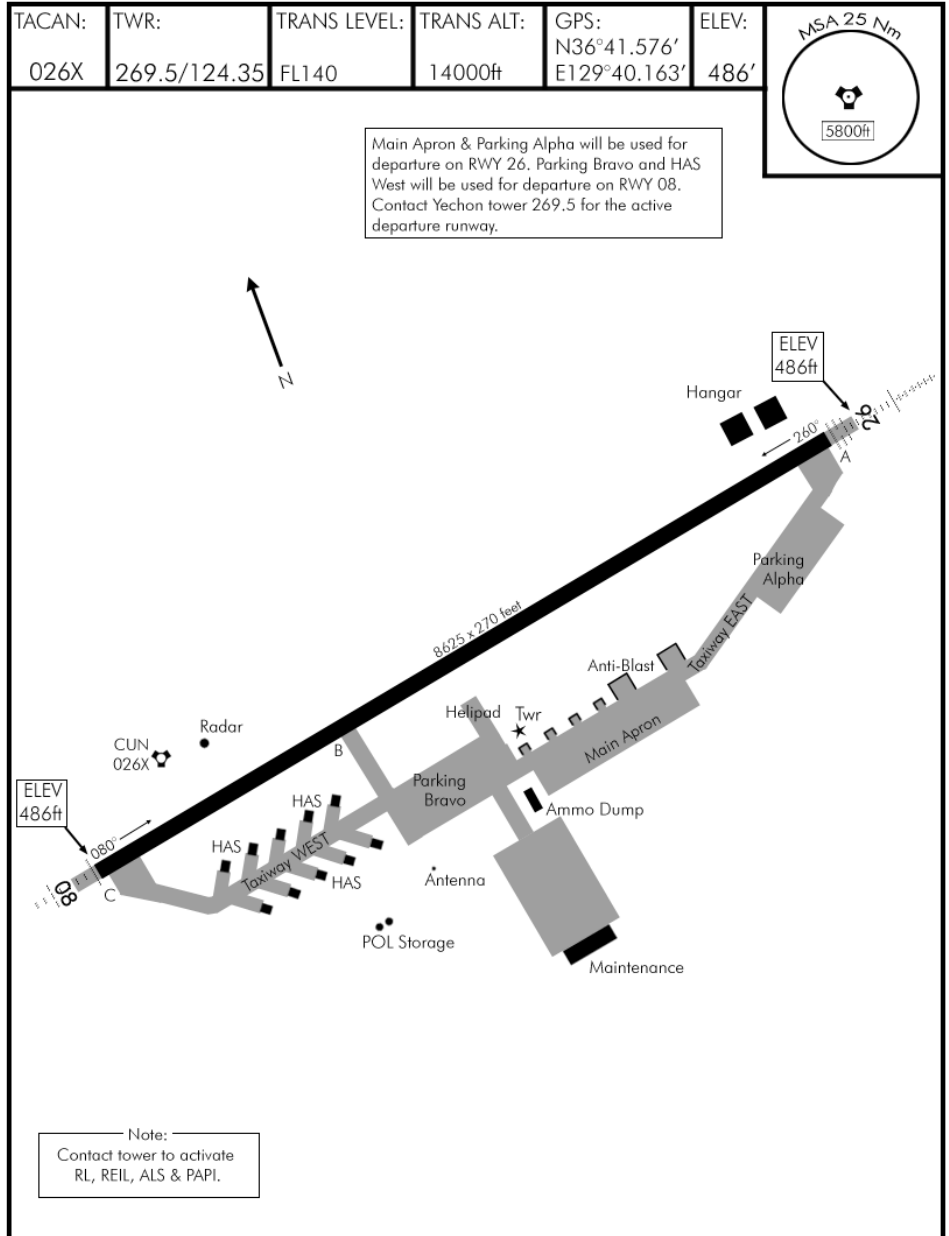 TACAN:
026X
TWR:
269.5/124.35
TRANS LEVEL:
FL140
TRANS ALT:
14000ft
GPS:
N36°41.576'
E129°40.163'
ELEV:
486'
MSA 25 Nm
5800ft
Main Apron & Parking Alpha will be used for
departure on RWY 26. Parking Bravo and HAS
West will be used for departure on RWY 08.
Contact Yechon tower 269.5 for the active
departure runway.
N
ELEV
486ft
Hangar
26
260°
A
Parking
Alpha
Taxiway EAST
8625 x 270 feet
Anti-Blast
Helipad
Twr
Main Apron
Radar
CUN
026X
B
Parking
Bravo
ELEV
486ft
HAS
Ammo Dump
080°
HAS
Taxiway WEST
HAS
Antenna
08
C
POL Storage
Maintenance
Note:
Contact tower to activate
RL, REIL, ALS & PAPI.